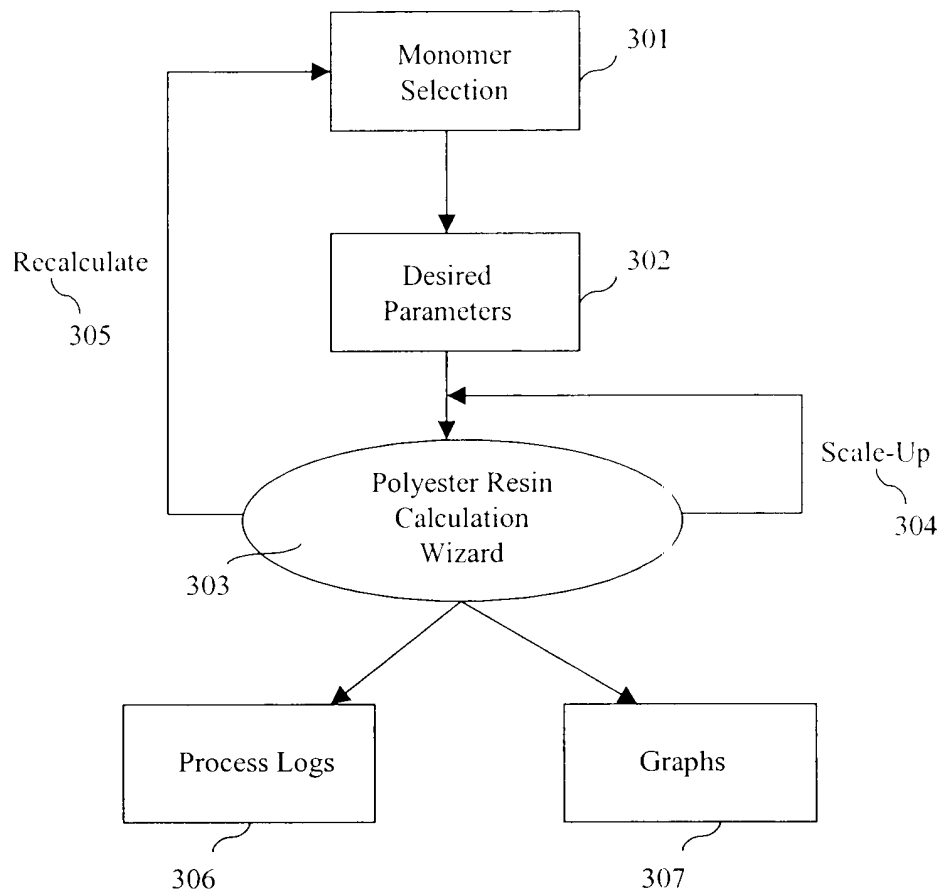 301
Monomer
Selection
302
Desired
Parameters
Recalculate
305
Scale-Up
304
Polyester Resin
Calculation
Wizard
303
Process Logs
Graphs
306
307